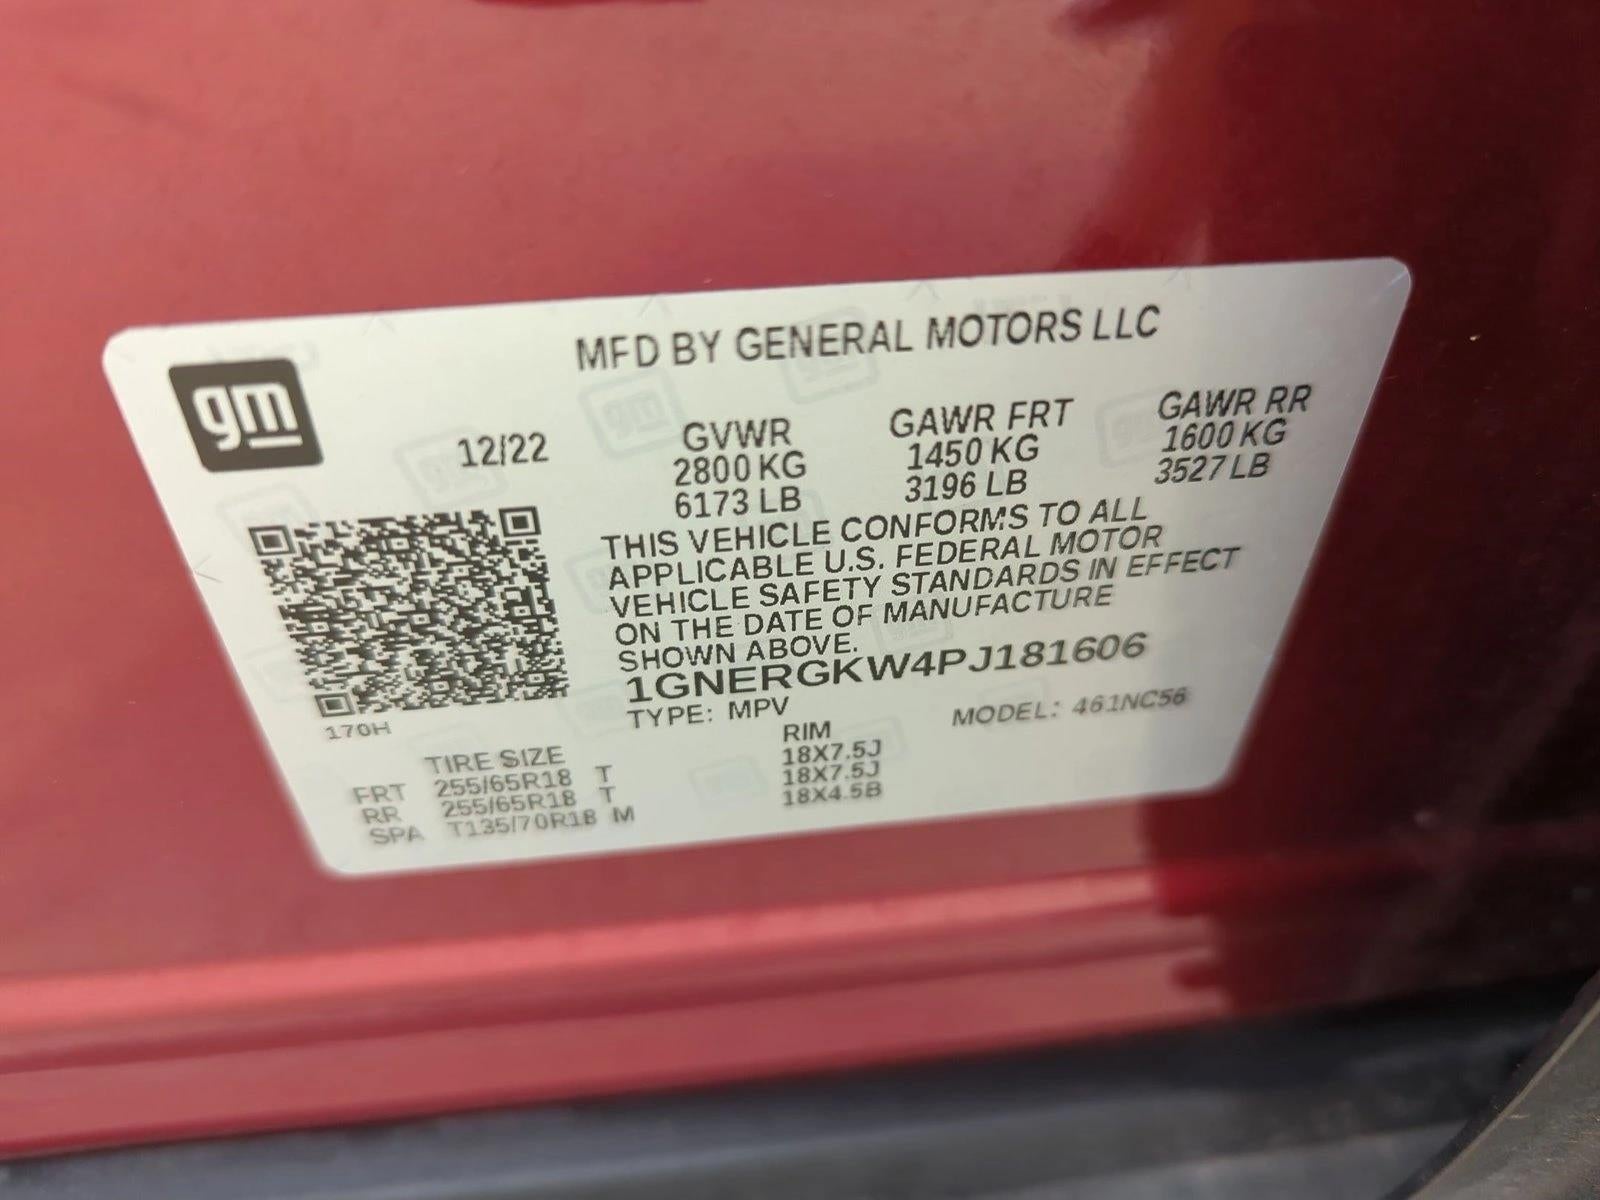 gm
MFD BY GENERAL MOTORS LLC
12/22 GVWR GAWR FRT GAWR RR
2800 KG 1450 KG 1600 KG
6173 LB 3196 LB 3527 LB
THIS VEHICLE CONFORMS TO ALL
APPLICABLE U.S. FEDERAL MOTOR
VEHICLE SAFETY STANDARDS IN EFFECT
ON THE DATE OF MANUFACTURE
SHOWN ABOVE.
1GNERGKW4PJ181606
170H
TYPE: MPV MODEL: 461NC56
TIRE SIZE RIM
FRT 255/65R18 T 18X7.5J
RR 255/65R18 T 18X7.5J
SPA T135/70R18 M 18X4.5B